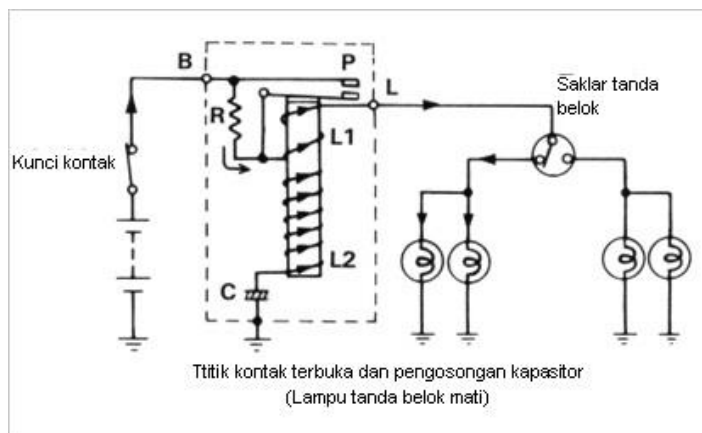 B
P
L
Saklar tanda
belok
R
L1
Kunci kontak
L2
C
Ttitik kontak terbuka dan pengosongan kapasitor
(Lampu tanda belok mati)